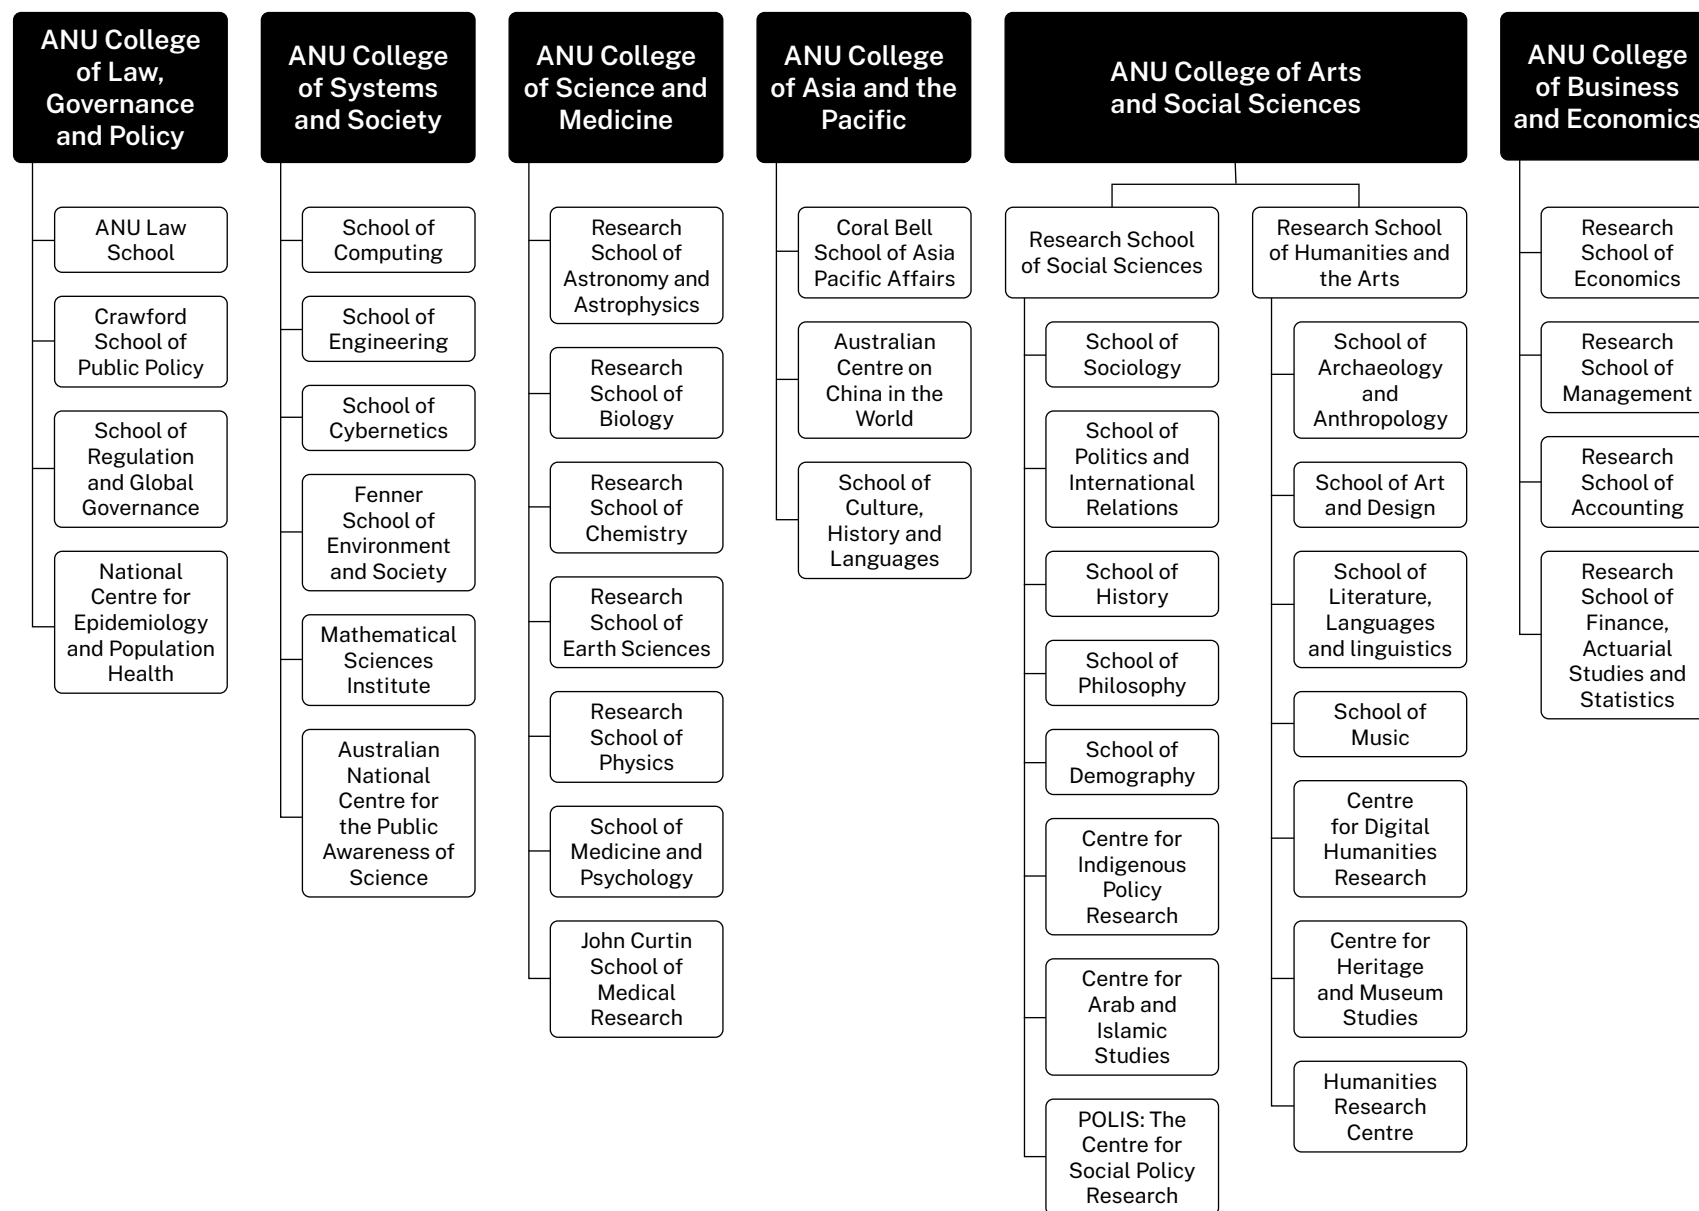 ANU College
of Law,
Governance
and Policy
ANU Law
School
Crawford
School of
Public Policy
School of
Regulation
and Global
Governance
National
Centre for
Epidemiology
and Population
Health
ANU College
of Systems
and Society
School of
Computing
School of
Engineering
School of
Cybernetics
Fenner
School of
Environment
and Society
Mathematical
Sciences
Institute
Australian
National
Centre for
the Public
Awareness of
Science
ANU College
of Science and
Medicine
Research
School of
Astronomy and
Astrophysics
Research
School of
Biology
Research
School of
Chemistry
Research
School of
Earth Sciences
Research
School of
Physics
School of
Medicine and
Psychology
John Curtin
School of
Medical
Research
ANU College
of Asia and the
Pacific
Coral Bell
School of Asia
Pacific Affairs
Australian
Centre on
China in the
World
School of
Culture,
History and
Languages
ANU College of Arts
and Social Sciences
Research School
of Social Sciences
School of
Sociology
School of
Politics and
International
Relations
School of
History
School of
Philosophy
School of
Demography
Centre for
Indigenous
Policy
Research
Centre for
Arab and
Islamic
Studies
POLIS: The
Centre for
Social Policy
Research
Research School
of Humanities and
the Arts
School of
Archaeology
and
Anthropology
School of Art
and Design
School of
Literature,
Languages
and linguistics
School of
Music
Centre
for Digital
Humanities
Research
Centre for
Heritage
and Museum
Studies
Humanities
Research
Centre
ANU College
of Business
and Economics
Research
School of
Economics
Research
School of
Management
Research
School of
Accounting
Research
School of
Finance,
Actuarial
Studies and
Statistics